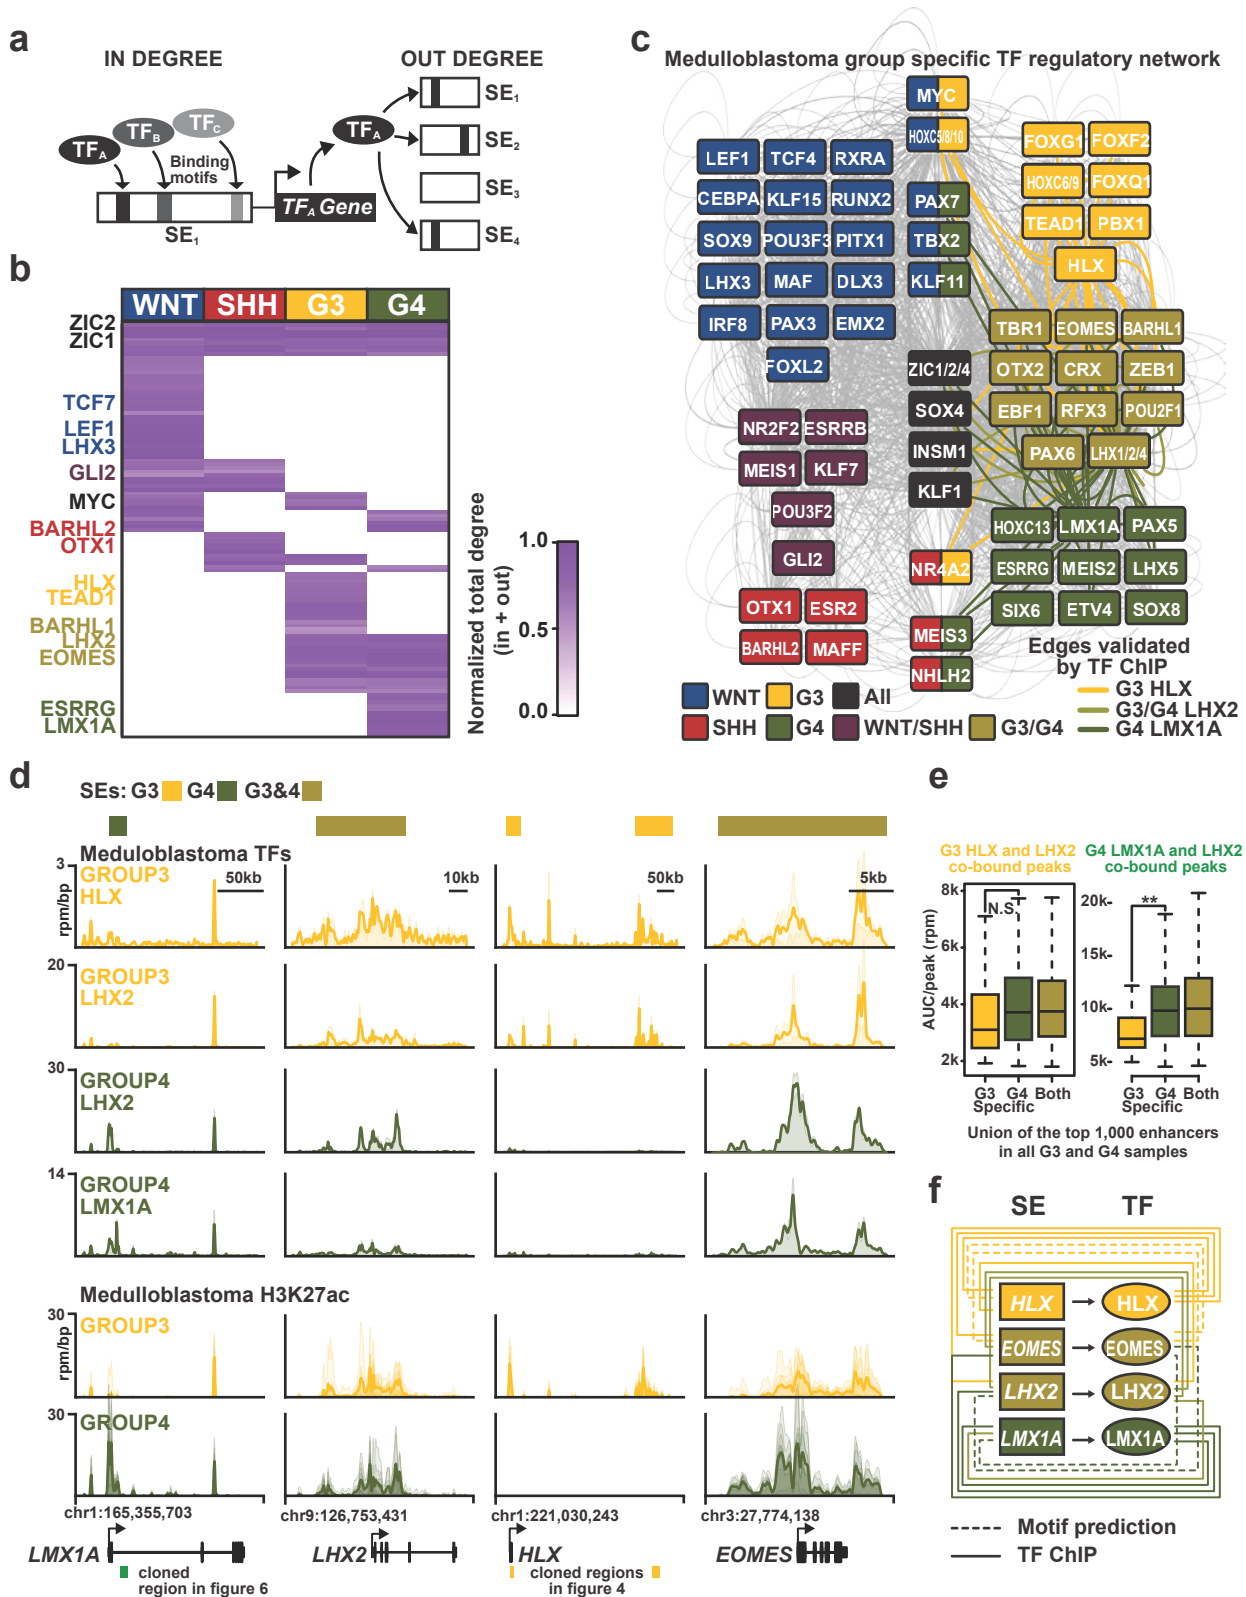 a
IN DEGREE
OUT DEGREE
TFA
TFB
TFC
Binding
motifs
SE1
TFA Gene
TFA
SE1
SE2
SE3
SE4
b
WNT SHH G3 G4
ZIC2
ZIC1
TCF7
LEF1
LHX3
GLI2
MYC
BARHL2
OTX1
HLX
TEAD1
BARHL1
LHX2
EOMES
ESRRG
LMX1A
Normalized total degree
(in + out)
1.0
0.5
0.0
c
Medulloblastoma group specific TF regulatory network
MYC
HOXC5/8/10
PAX7
TBX2
KLF11
LEF1 TCF4 RXRA
CEBPA KLF15 RUNX2
SOX9 POU3F3 PITX1
LHX3 MAF DLX3
IRF8 PAX3 EMX2
FOXL2
NR2F2 ESRRB
MEIS1 KLF7
POU3F2
GLI2
OTX1 ESR2
BARHL2 MAFF
ZIC1/2/4
SOX4
INSM1
KLF1
NR4A2
MEIS3
NHLH2
FOXG1 FOXF2
HOXC6/9 FOXQ1
TEAD1 PBX1
HLX
TBR1 EOMES BARHL1
OTX2 CRX ZEB1
EBF1 RFX3 POU2F1
PAX6 LHX1/2/4
HOXC13 LMX1A PAX5
ESRRG MEIS2 LHX5
SIX6 ETV4 SOX8
Edges validated
by TF ChIP
G3 HLX
G3/G4 LHX2
G4 LMX1A
WNT G3 All
SHH G4 WNT/SHH G3/G4
d
SEs: G3 G4 G3&4
Meduloblastoma TFs
3
rpm/bp
GROUP3
HLX
50kb
10kb
50kb
5kb
20
GROUP3
LHX2
30
GROUP4
LHX2
14
GROUP4
LMX1A
Medulloblastoma H3K27ac
30
rpm/bp
GROUP3
30
GROUP4
chr1:165,355,703
chr9:126,753,431
chr1:221,030,243
chr3:27,774,138
LMX1A
LHX2
HLX
EOMES
cloned
region in figure 6
cloned regions
in figure 4
e
G3 HLX and LHX2
co-bound peaks
G4 LMX1A and LHX2
co-bound peaks
AUC/peak (rpm)
8k
6k
4k
2k
N.S.
20k
15k
10k
5k
**
G3 G4 Both
Specific
G3 G4 Both
Specific
Union of the top 1,000 enhancers
in all G3 and G4 samples
f
SE TF
HLX HLX
EOMES EOMES
LHX2 LHX2
LMX1A LMX1A
Motif prediction
TF ChIP